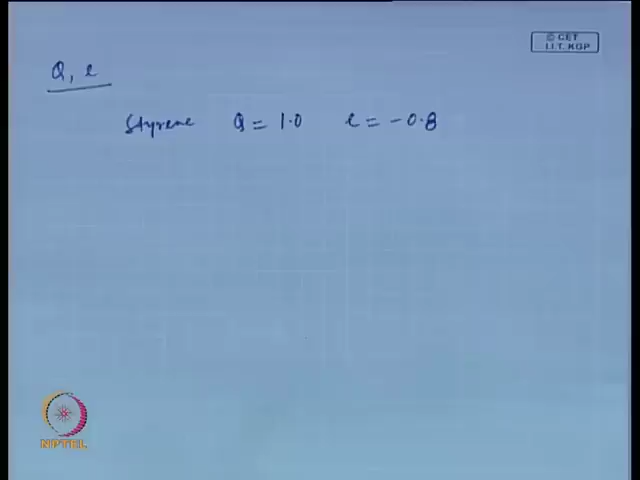 © CET
I.I.T. KGP
Q, e
Styrene Q = 1.0 e = -0.8
NPTEL